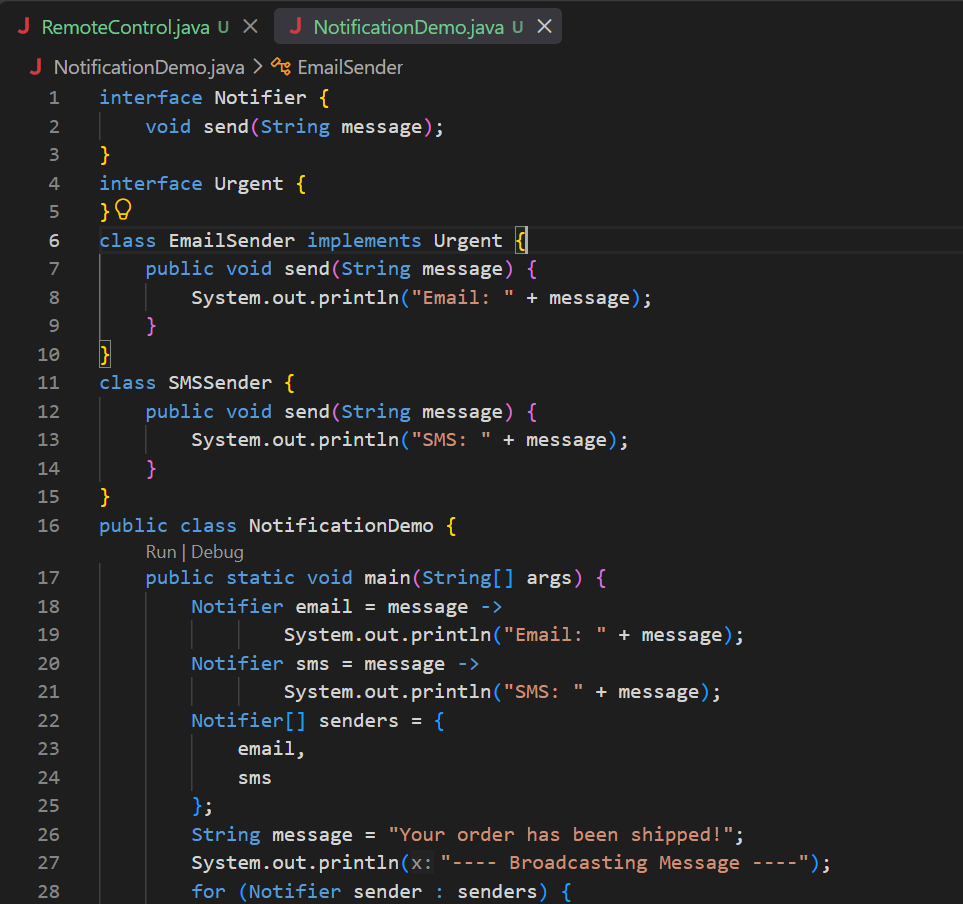 J RemoteControl.java U × J NotificationDemo.java U ×
J NotificationDemo.java > EmailSender
1 interface Notifier {
2     void send(String message);
3 }
4 interface Urgent {
5 }
6 class EmailSender implements Urgent {
7     public void send(String message) {
8         System.out.println("Email: " + message);
9     }
10 }
11 class SMSSender {
12     public void send(String message) {
13         System.out.println("SMS: " + message);
14     }
15 }
16 public class NotificationDemo {
Run | Debug
17     public static void main(String[] args) {
18         Notifier email = message ->
19                 System.out.println("Email: " + message);
20         Notifier sms = message ->
21                 System.out.println("SMS: " + message);
22         Notifier[] senders = {
23             email,
24             sms
25         };
26         String message = "Your order has been shipped!";
27         System.out.println(x: "---- Broadcasting Message ----");
28         for (Notifier sender : senders) {